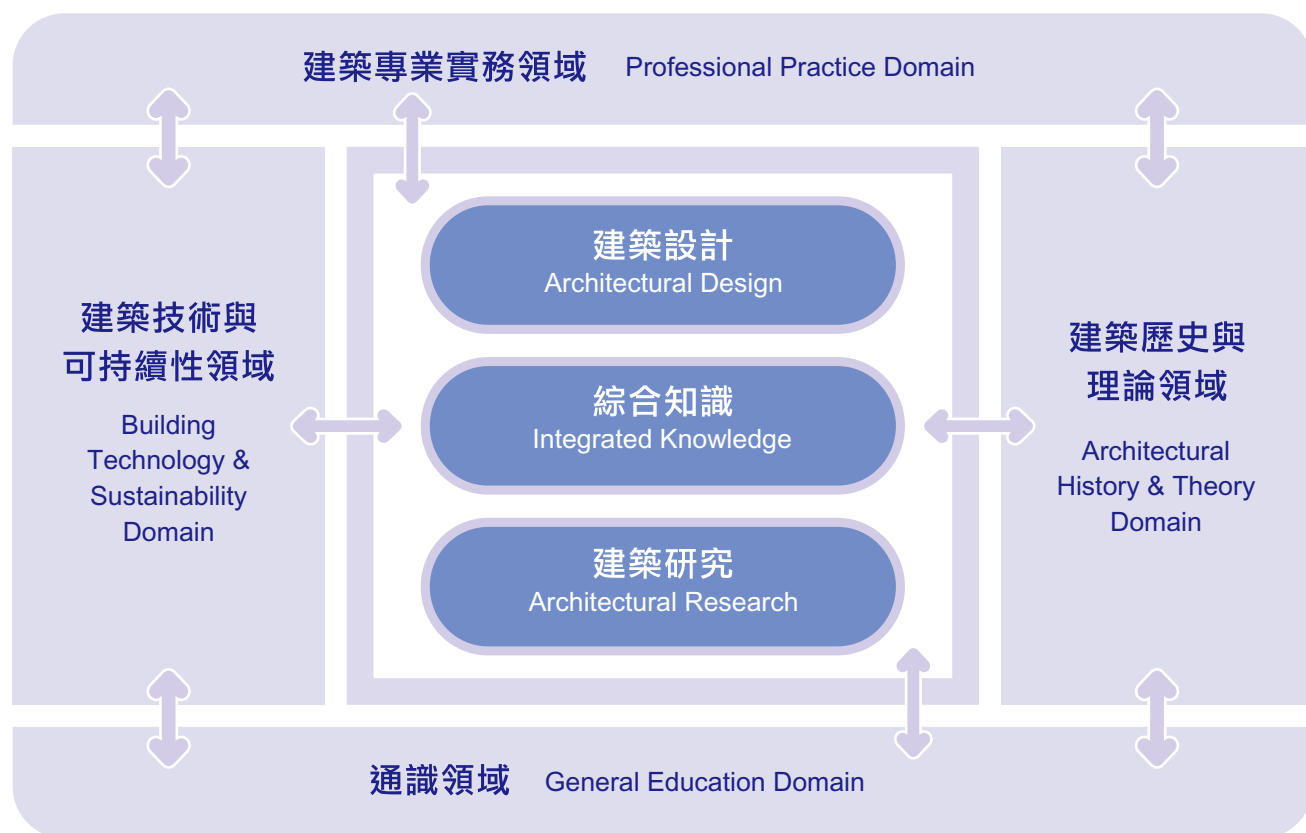 建築專業實務領域 Professional Practice Domain
建築技術與
可持續性領域
Building
Technology &
Sustainability
Domain
建築設計
Architectural Design
綜合知識
Integrated Knowledge
建築研究
Architectural Research
建築歷史與
理論領域
Architectural
History & Theory
Domain
通識領域 General Education Domain